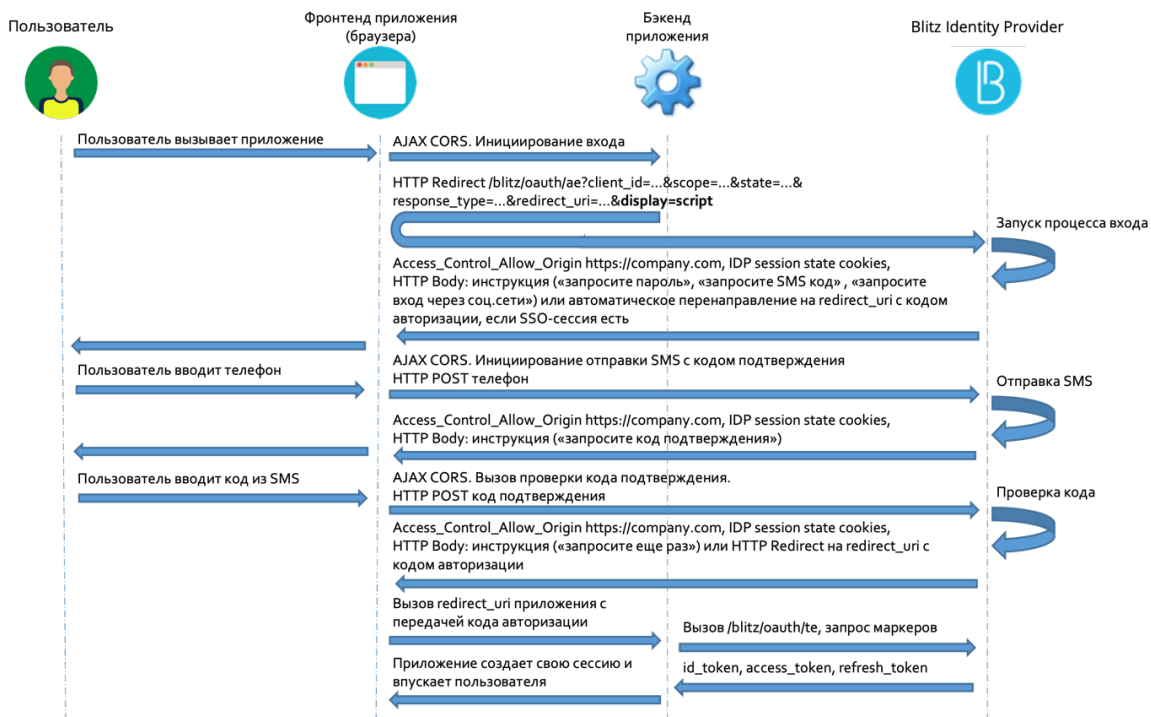 Пользователь
Фронтенд приложения
(браузера)
Бэкенд
приложения
Blitz Identity Provider
Пользователь вызывает приложение
AJAX CORS. Инициирование входа
HTTP Redirect /blitz/oauth/ae?client_id=...&scope=...&state=...&
response_type=...&redirect_uri=...&display=script
Запуск процесса входа
Access_Control_Allow_Origin https://company.com, IDP session state cookies,
HTTP Body: инструкция («запросите пароль», «запросите SMS код» , «запросите
вход через соц.сети») или автоматическое перенаправление на redirect_uri с кодом
авторизации, если SSO-сессия есть
Пользователь вводит телефон
AJAX CORS. Инициирование отправки SMS с кодом подтверждения
HTTP POST телефон
Отправка SMS
Access_Control_Allow_Origin https://company.com, IDP session state cookies,
HTTP Body: инструкция («запросите код подтверждения»)
Пользователь вводит код из SMS
AJAX CORS. Вызов проверки кода подтверждения.
HTTP POST код подтверждения
Проверка кода
Access_Control_Allow_Origin https://company.com, IDP session state cookies,
HTTP Body: инструкция («запросите еще раз») или HTTP Redirect на redirect_uri с
кодом авторизации
Вызов redirect_uri приложения с
передачей кода авторизации
Вызов /blitz/oauth/te, запрос маркеров
Приложение создает свою сессию и
впускает пользователя
id_token, access_token, refresh_token